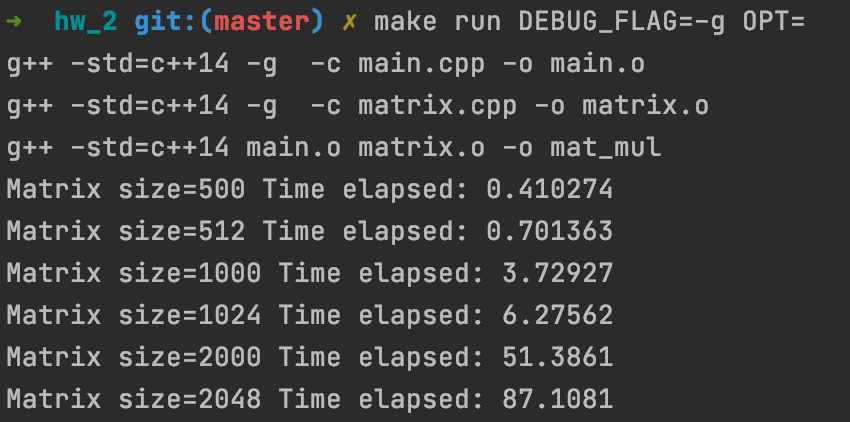 ➜  hw_2 git:(master) ✗ make run DEBUG_FLAG=-g OPT=
g++ -std=c++14 -g  -c main.cpp -o main.o
g++ -std=c++14 -g  -c matrix.cpp -o matrix.o
g++ -std=c++14 main.o matrix.o -o mat_mul
Matrix size=500 Time elapsed: 0.410274
Matrix size=512 Time elapsed: 0.701363
Matrix size=1000 Time elapsed: 3.72927
Matrix size=1024 Time elapsed: 6.27562
Matrix size=2000 Time elapsed: 51.3861
Matrix size=2048 Time elapsed: 87.1081